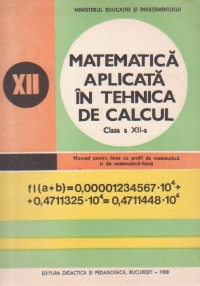 MINISTERUL EDUCAȚIEI ȘI ÎNVĂȚĂMÂNTULUI
XII
MATEMATICĂ
APLICATĂ
ÎN TEHNICA
DE CALCUL
Clasa a XII-a
Manual pentru licee cu profil de matematică
și de matematică-fizică
fl(a+b)=0,00001234567·10⁴+
+0,4711325·10⁴=0,4711448·10⁴
EDITURA DIDACTICĂ ȘI PEDAGOGICĂ, BUCUREȘTI - 1988